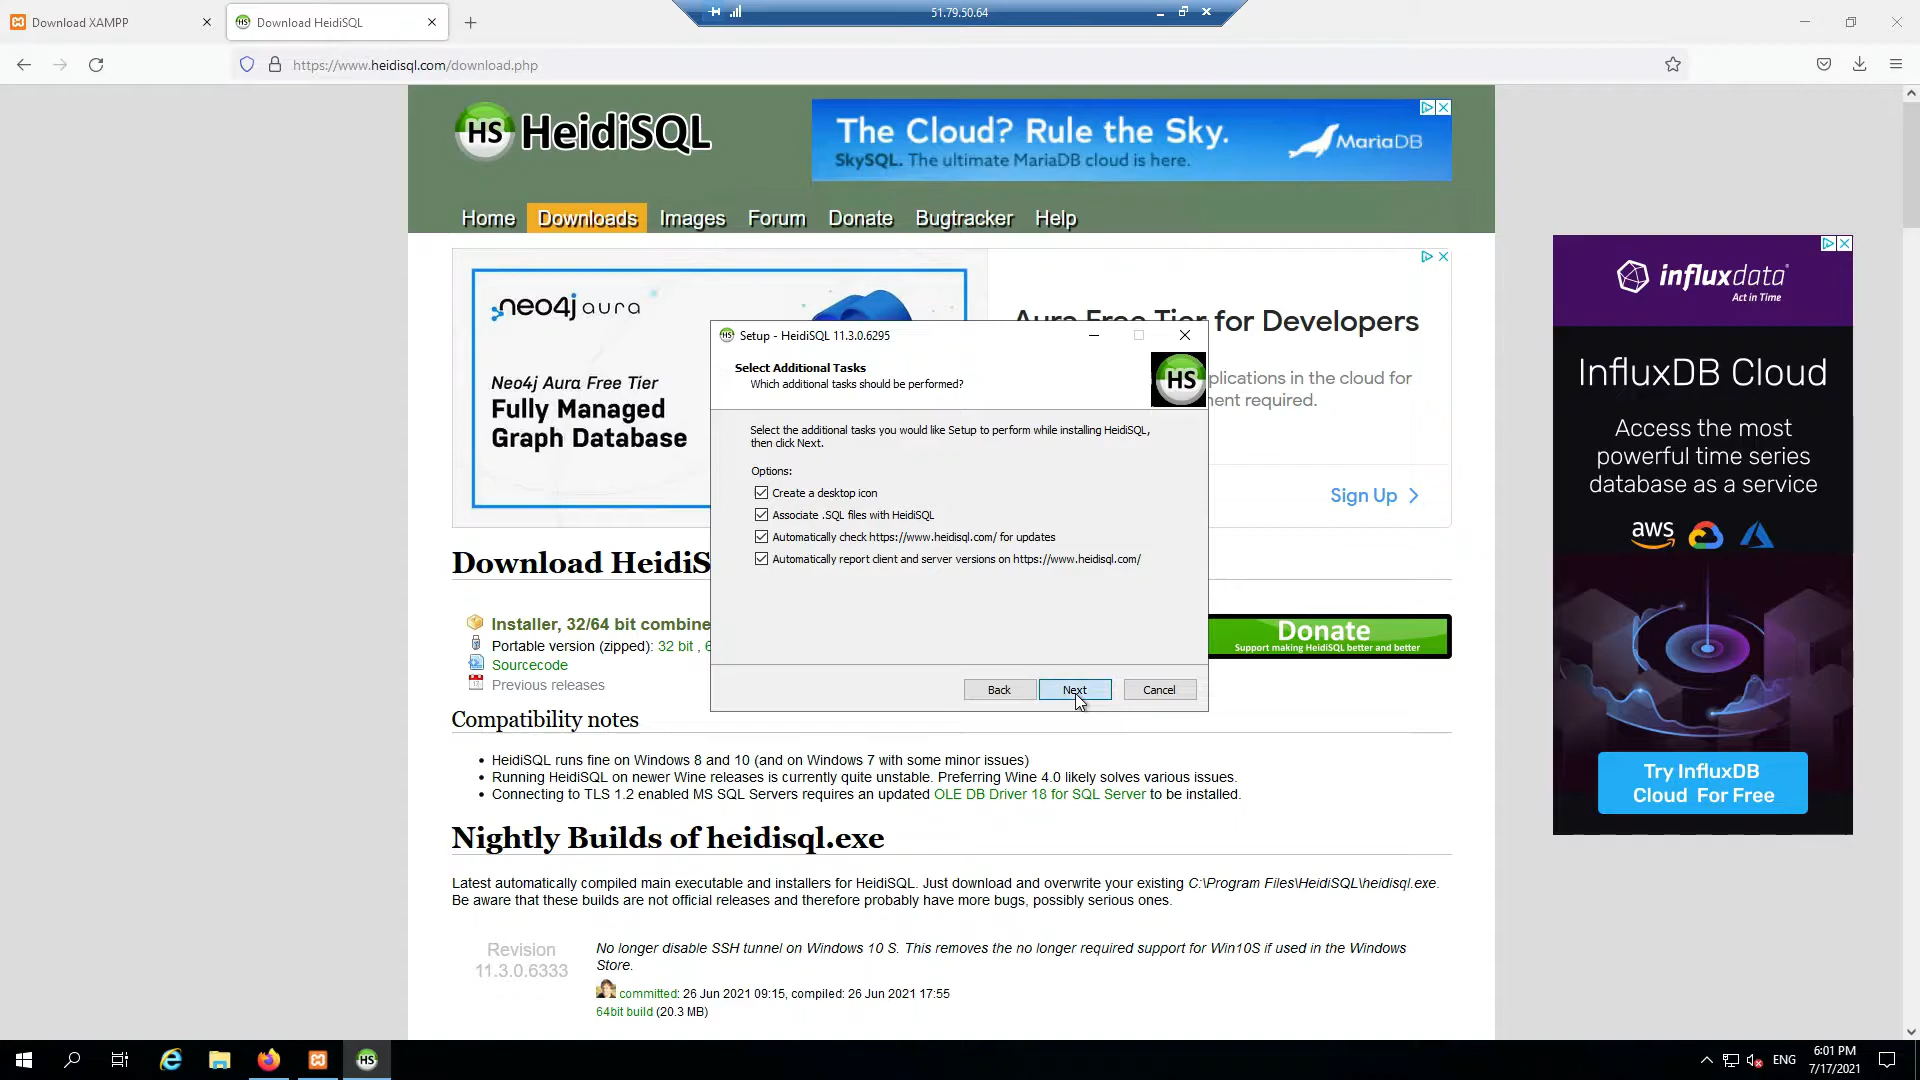 Download XAMPP
Download HeidiSQL
51.79.50.64
https://www.heidisql.com/download.php
HS HeidiSQL
The Cloud? Rule the Sky.
SkySQL. The ultimate MariaDB cloud is here.
MariaDB
Home Downloads Images Forum Donate Bugtracker Help
neo4j aura
Neo4j Aura Free Tier
Fully Managed
Graph Database
Aura Free Tier for Developers
plications in the cloud for
ment required.
Sign Up
Setup - HeidiSQL 11.3.0.6295
Select Additional Tasks
Which additional tasks should be performed?
HS
Select the additional tasks you would like Setup to perform while installing HeidiSQL,
then click Next.
Options:
Create a desktop icon
Associate .SQL files with HeidiSQL
Automatically check https://www.heidisql.com/ for updates
Automatically report client and server versions on https://www.heidisql.com/
Back Next Cancel
influxdata
Act in Time
InfluxDB Cloud
Access the most
powerful time series
database as a service
aws
Try InfluxDB
Cloud For Free
Download HeidiS
Installer, 32/64 bit combine
Portable version (zipped): 32 bit , 6
Sourcecode
Previous releases
Donate
Support making HeidiSQL better and better
Compatibility notes
HeidiSQL runs fine on Windows 8 and 10 (and on Windows 7 with some minor issues)
Running HeidiSQL on newer Wine releases is currently quite unstable. Preferring Wine 4.0 likely solves various issues.
Connecting to TLS 1.2 enabled MS SQL Servers requires an updated OLE DB Driver 18 for SQL Server to be installed.
Nightly Builds of heidisql.exe
Latest automatically compiled main executable and installers for HeidiSQL. Just download and overwrite your existing C:\Program Files\HeidiSQL\heidisql.exe.
Be aware that these builds are not official releases and therefore probably have more bugs, possibly serious ones.
Revision
11.3.0.6333
No longer disable SSH tunnel on Windows 10 S. This removes the no longer required support for Win10S if used in the Windows
Store.
committed: 26 Jun 2021 09:15, compiled: 26 Jun 2021 17:55
64bit build (20.3 MB)
HS
ENG
6:01 PM
7/17/2021